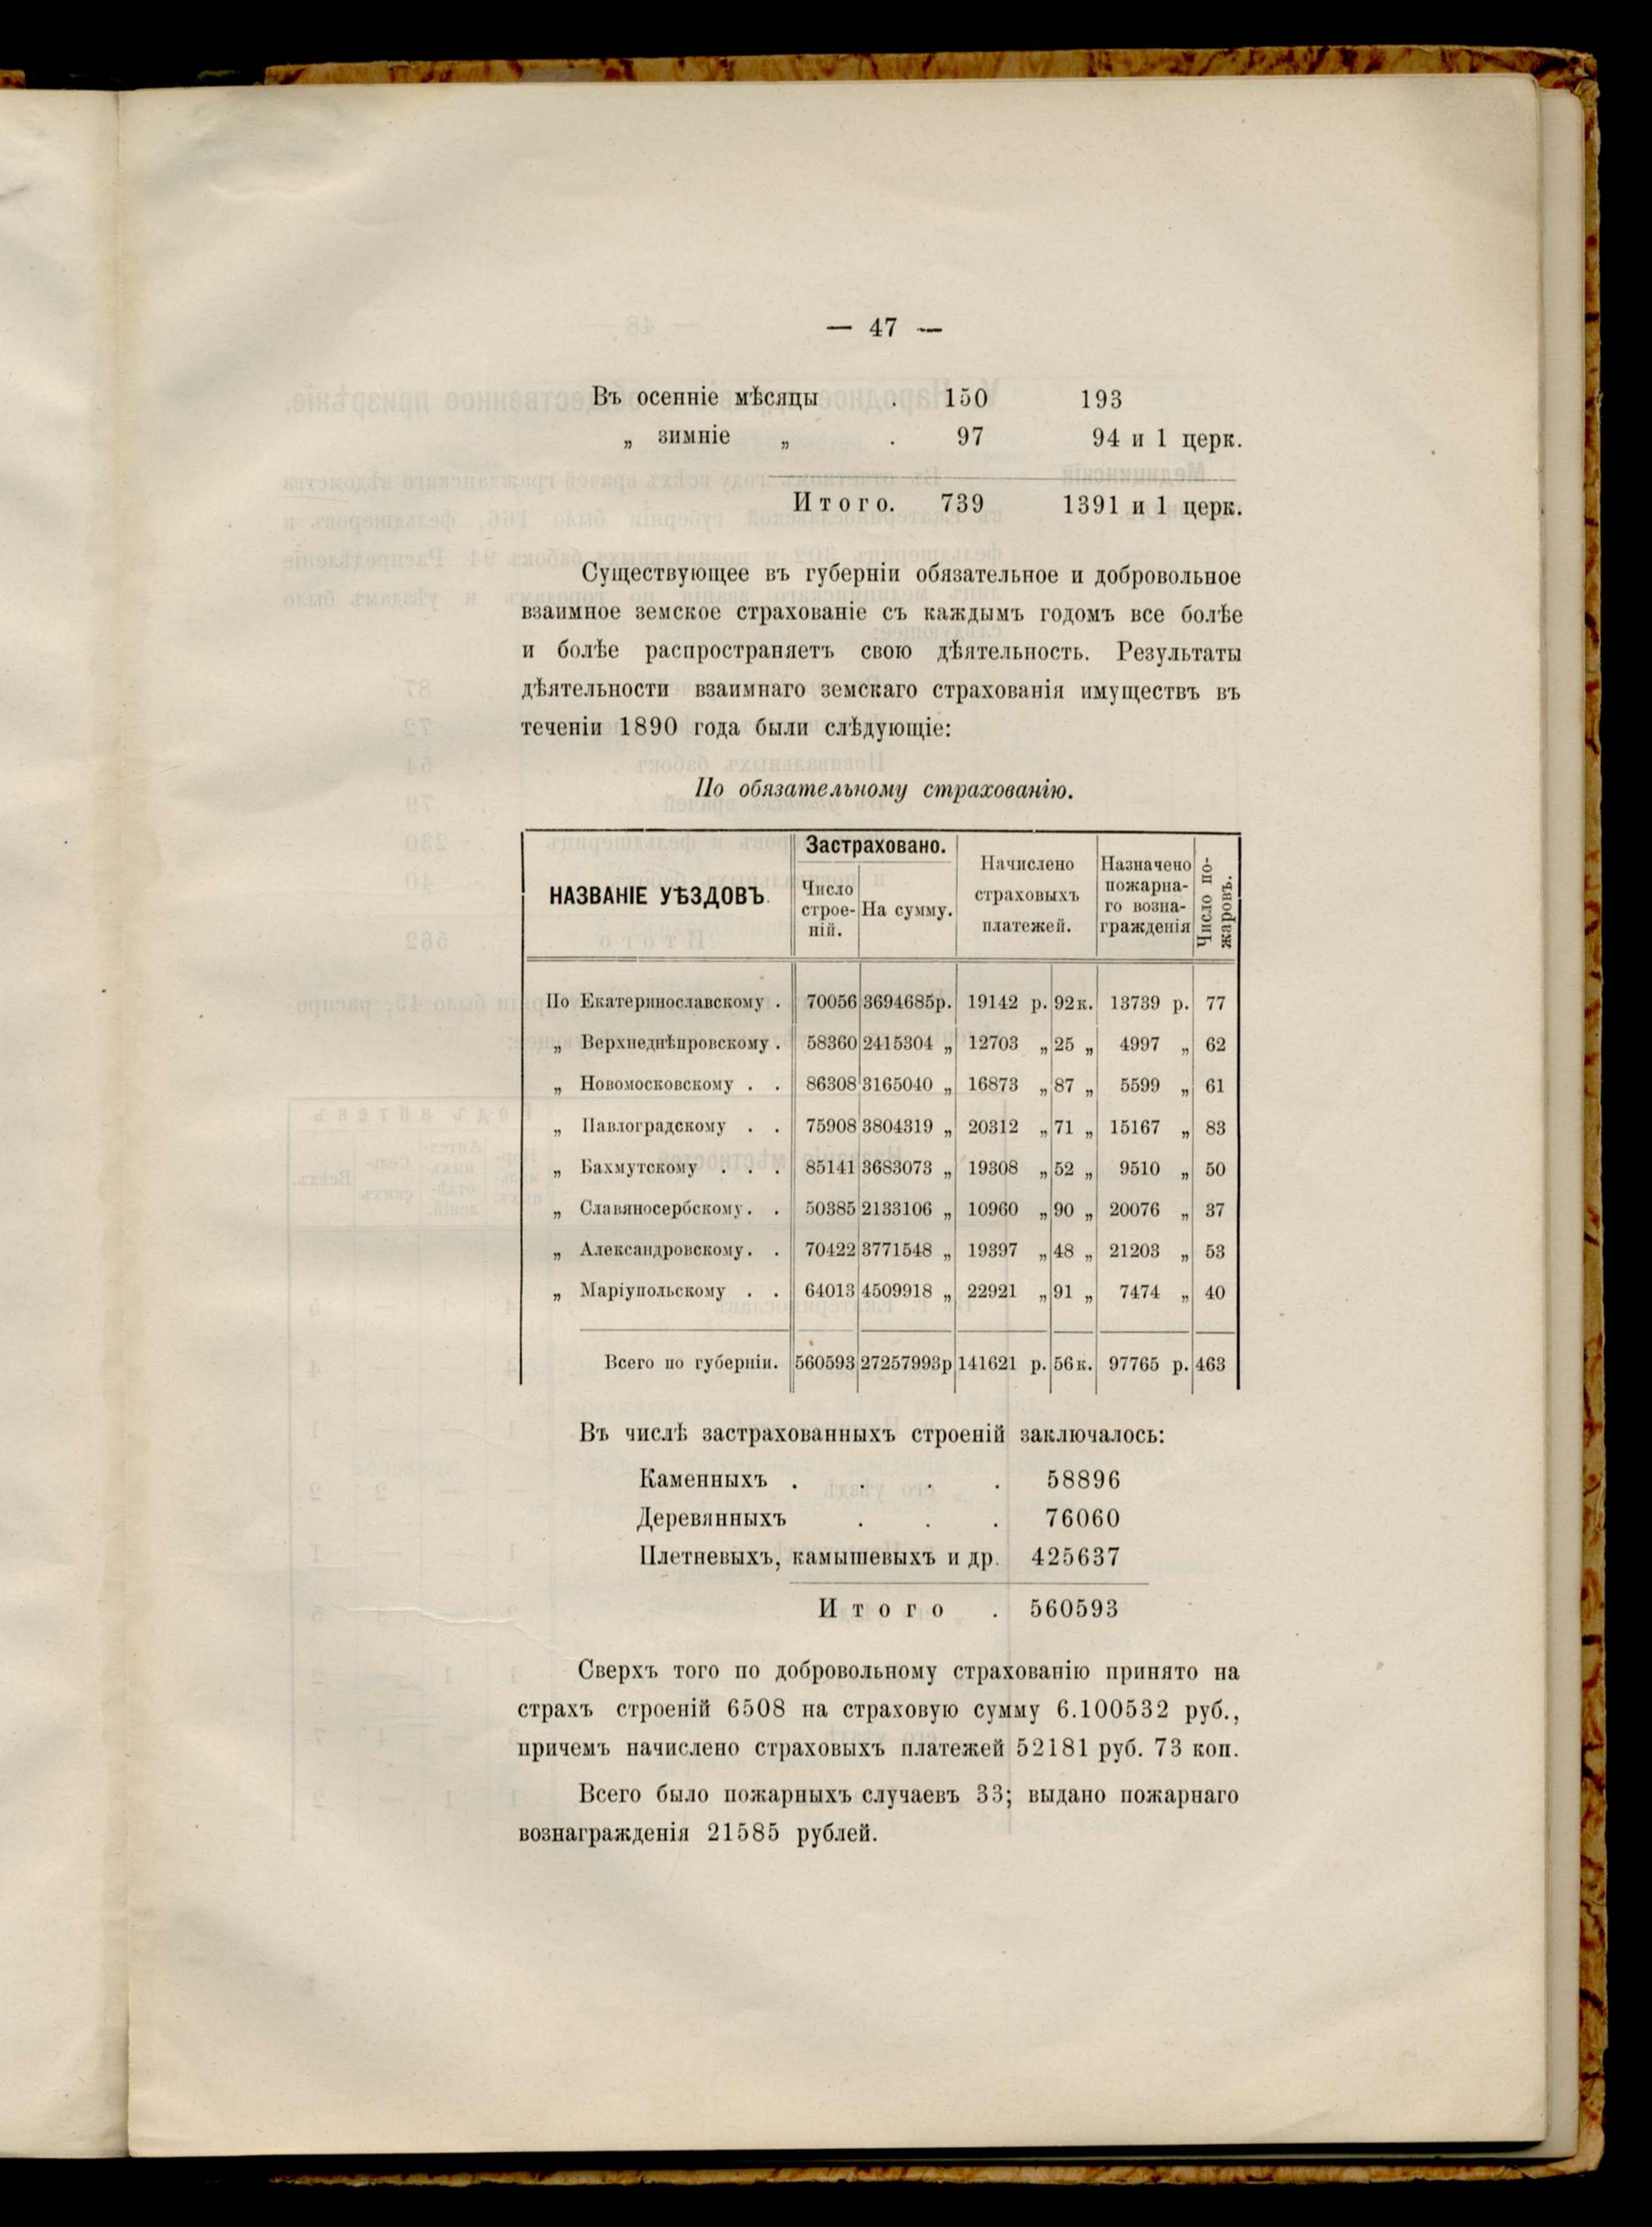 — 47 —
Въ осенніе мѣсяцы . 150 193
„ зимніе „ . 97 94 и 1 церк.
Итого. 739 1391 и 1 церк.
Существующее въ губерніи обязательное и добровольное
взаимное земское страхованіе съ каждымъ годомъ все болѣе
и болѣе распространяетъ свою дѣятельность. Результаты
дѣятельности взаимнаго земскаго страхованія имуществъ въ
теченіи 1890 года были слѣдующіе:
По обязательному страхованію.
НАЗВАНІЕ УѢЗДОВЪ.
Застраховано.
Число
строе-
ній.
На сумму.
Начислено
страховыхъ
платежей.
Назначено
пожарна-
го возна-
гражденія
Число по-
жаровъ.
По Екатеринославскому . 70056 3694685р. 19142 р. 92к. 13739 р. 77
„ Верхнеднѣпровскому . 58360 2415304 „ 12703 „ 25 „ 4997 „ 62
„ Новомосковскому . . 86308 3165040 „ 16873 „ 87 „ 5599 „ 61
„ Павлоградскому . . 75908 3804319 „ 20312 „ 71 „ 15167 „ 83
„ Бахмутскому . . . 85141 3683073 „ 19308 „ 52 „ 9510 „ 50
„ Славяносербскому. . 50385 2133106 „ 10960 „ 90 „ 20076 „ 37
„ Александровскому. . 70422 3771548 „ 19397 „ 48 „ 21203 „ 53
„ Маріупольскому . . 64013 4509918 „ 22921 „ 91 „ 7474 „ 40
Всего по губерніи. 560593 27257993р 141621 р. 56к. 97765 р. 463
Въ числѣ застрахованныхъ строеній заключалось:
Каменныхъ . . . . 58896
Деревянныхъ . . . 76060
Плетневыхъ, камышевыхъ и др. 425637
Итого . 560593
Сверхъ того по добровольному страхованію принято на
страхъ строеній 6508 на страховую сумму 6.100532 руб.,
причемъ начислено страховыхъ платежей 52181 руб. 73 коп.
Всего было пожарныхъ случаевъ 33; выдано пожарнаго
вознагражденія 21585 рублей.